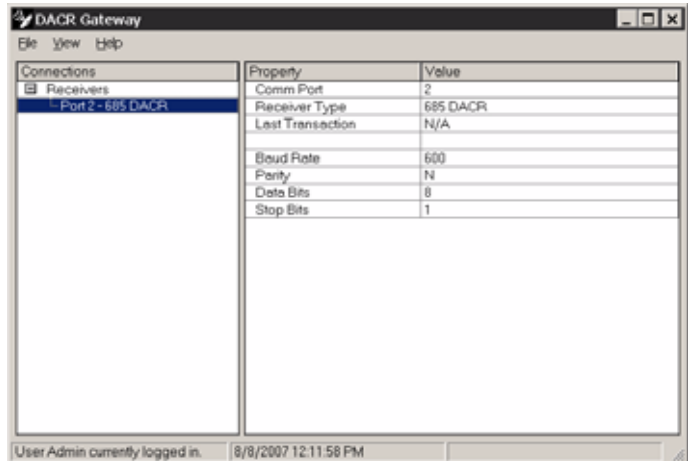 DACR Gateway
File View Help
Connections
Receivers
Port 2 - 685 DACR
Property Value
Comm Port 2
Receiver Type 685 DACR
Last Transaction N/A
Baud Rate 600
Parity N
Data Bits 8
Stop Bits 1
User Admin currently logged in. 8/8/2007 12:11:58 PM